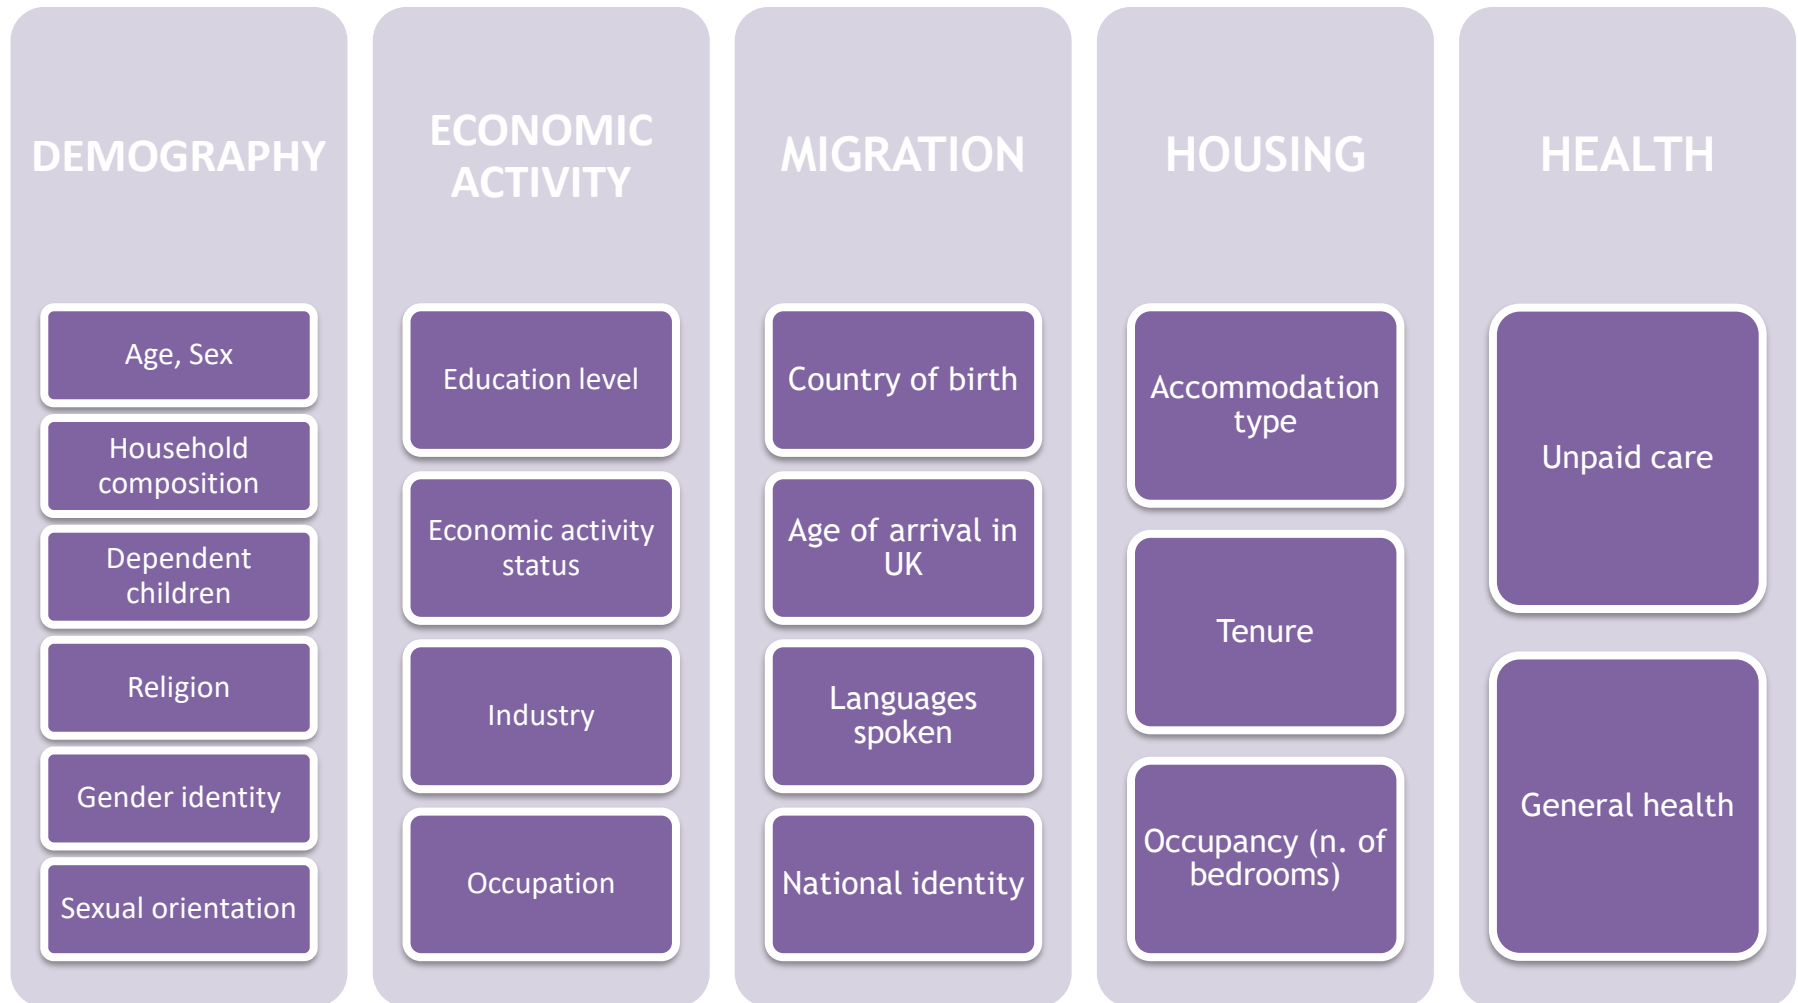 DEMOGRAPHY
Age, Sex
Household
composition
Dependent
children
Religion
Gender identity
Sexual orientation
ECONOMIC
ACTIVITY
Education level
Economic activity
status
Industry
Occupation
MIGRATION
Country of birth
Age of arrival in
UK
Languages
spoken
National identity
HOUSING
Accommodation
type
Tenure
Occupancy (n. of
bedrooms)
HEALTH
Unpaid care
General health